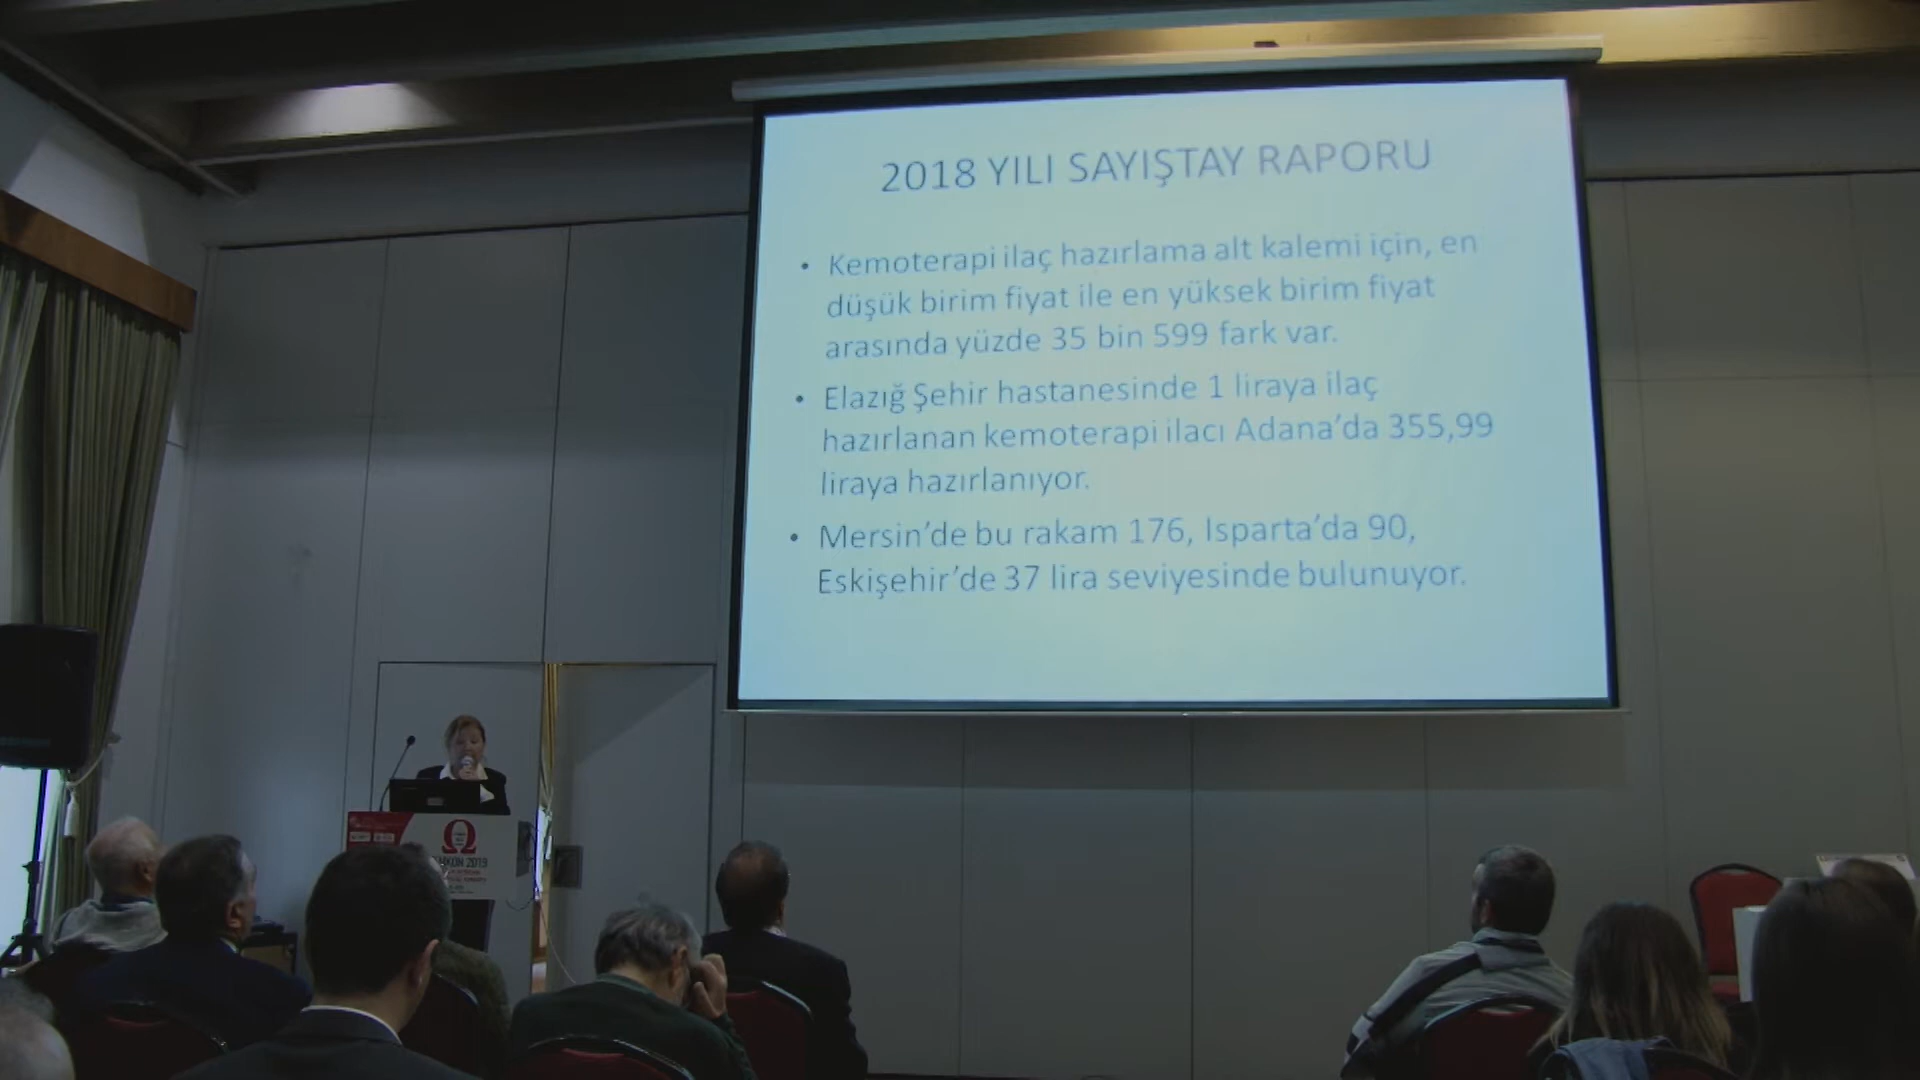 2018 YILI SAYIŞTAY RAPORU
• Kemoterapi ilaç hazırlama alt kalemi için, en
düşük birim fiyat ile en yüksek birim fiyat
arasında yüzde 35 bin 599 fark var.
• Elazığ Şehir hastanesinde 1 liraya ilaç
hazırlanan kemoterapi ilacı Adana’da 355,99
liraya hazırlanıyor.
• Mersin’de bu rakam 176, Isparta’da 90,
Eskişehir’de 37 lira seviyesinde bulunuyor.
2019